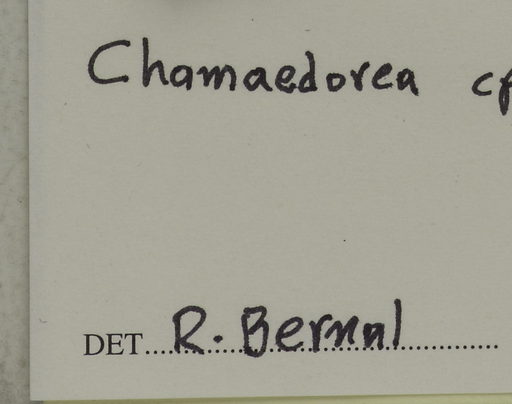 Chamaedorea cf
DET. R. Bernal